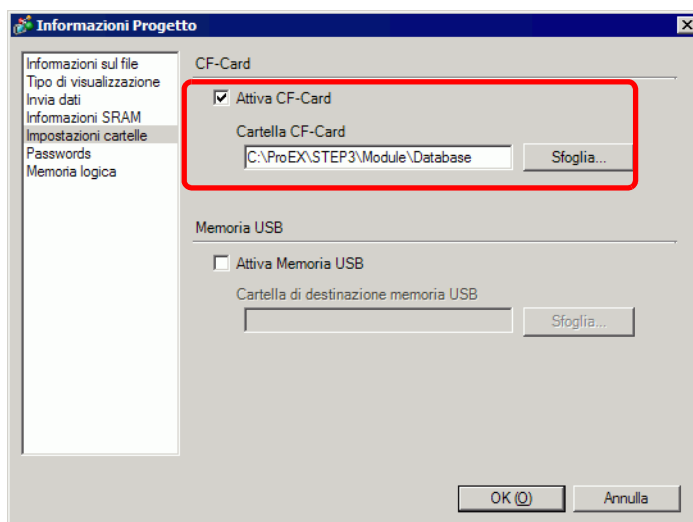 Informazioni Progetto
Informazioni sul file
Tipo di visualizzazione
Invia dati
Informazioni SRAM
Impostazioni cartelle
Passwords
Memoria logica
CF-Card
Attiva CF-Card
Cartella CF-Card
C:\ProEX\STEP3\Module\Database
Sfoglia...
Memoria USB
Attiva Memoria USB
Cartella di destinazione memoria USB
Sfoglia...
OK (O)
Annulla